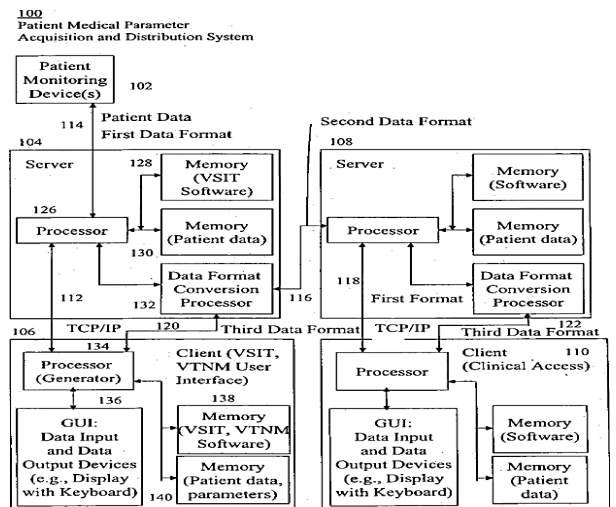 100
Patient Medical Parameter
Acquisition and Distribution System
Patient
Monitoring
Device(s)
102
114
Patient Data
First Data Format
Second Data Format
104
Server
128
Memory
(VSIT
Software)
126
Processor
130
Memory
(Patient data)
112
132
Data Format
Conversion
Processor
116
108
Server
Memory
(Software)
Processor
Memory
(Patient data)
118
First Format
Data Format
Conversion
Processor
106
TCP/IP
120
Third Data Format
134
Processor
(Generator)
Client (VSIT,
VTNM User
Interface)
136
138
GUI:
Data Input
and Data
Output Devices
(e.g., Display
with Keyboard)
Memory
(VSIT, VTNM
Software)
140
Memory
(Patient data,
parameters)
TCP/IP
122
Third Data Format
110
Client
(Clinical Access)
Processor
GUI:
Data Input
and Data
Output Devices
(e.g., Display
with Keyboard)
Memory
(Software)
Memory
(Patient
data)